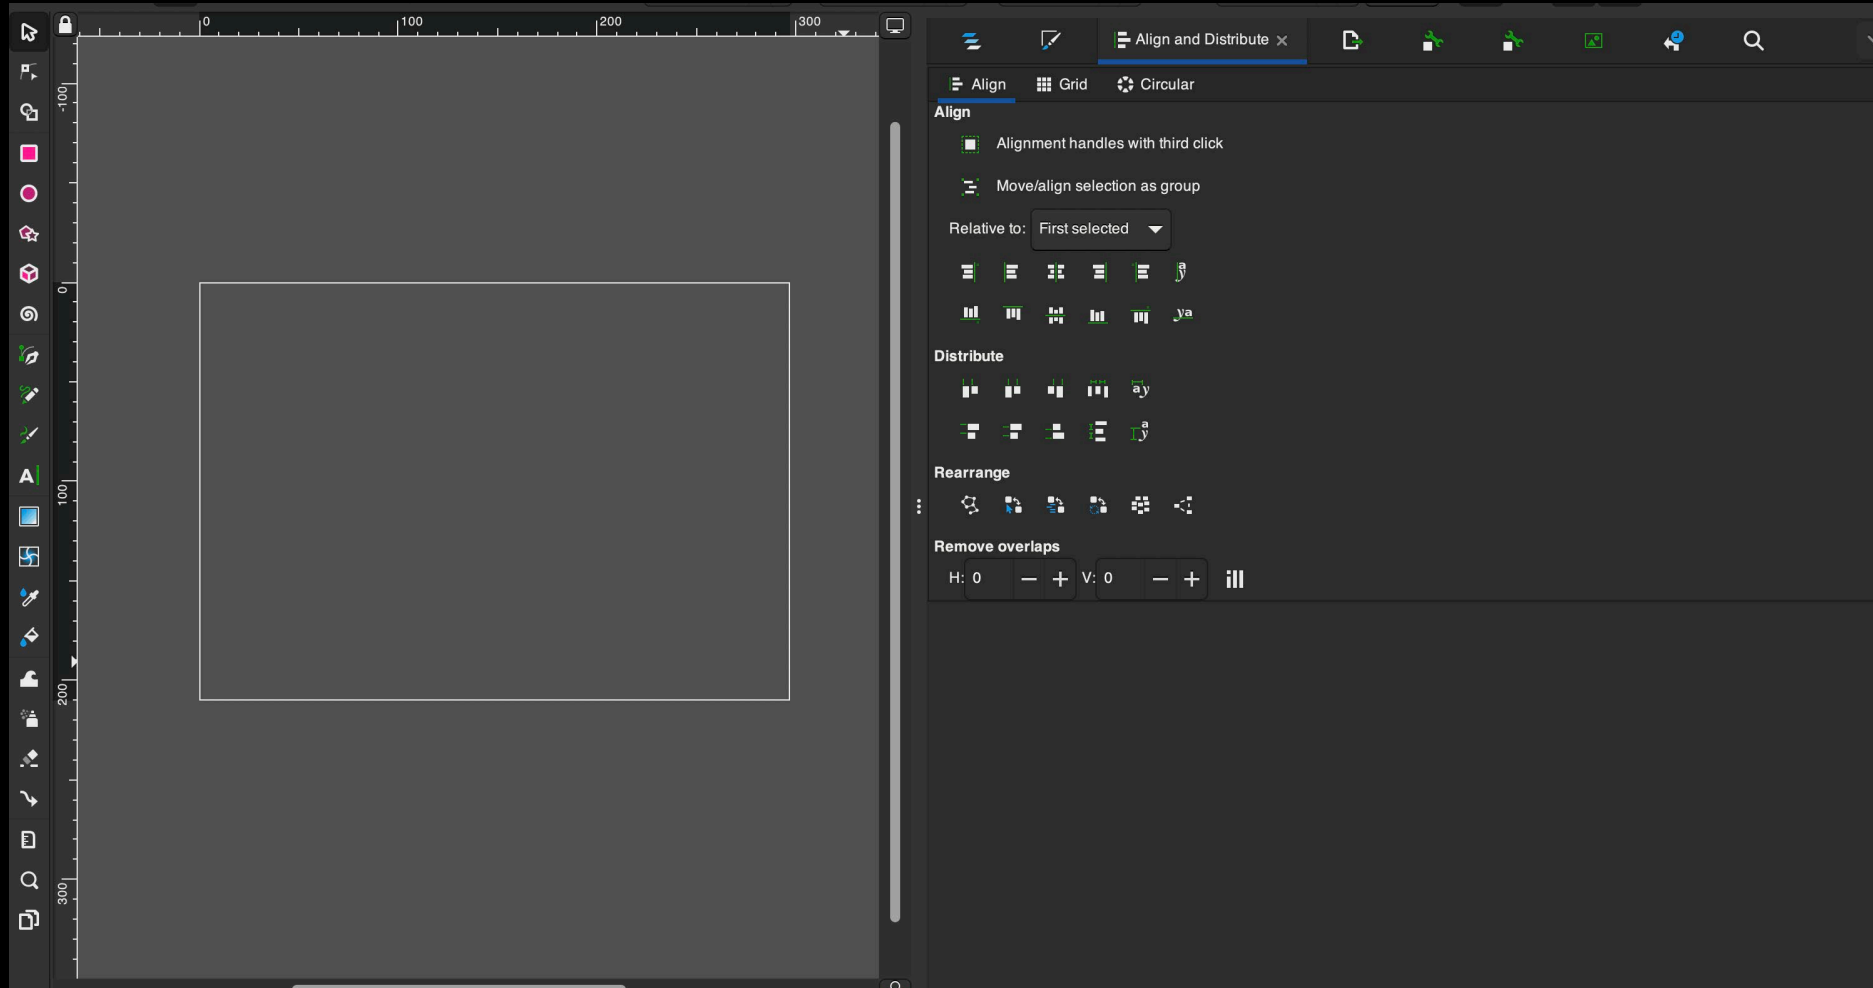 0 100 200 300
-100
0
100
200
300
Align and Distribute
Align Grid Circular
Align
Alignment handles with third click
Move/align selection as group
Relative to: First selected
Distribute
Rearrange
Remove overlaps
H: 0 V: 0